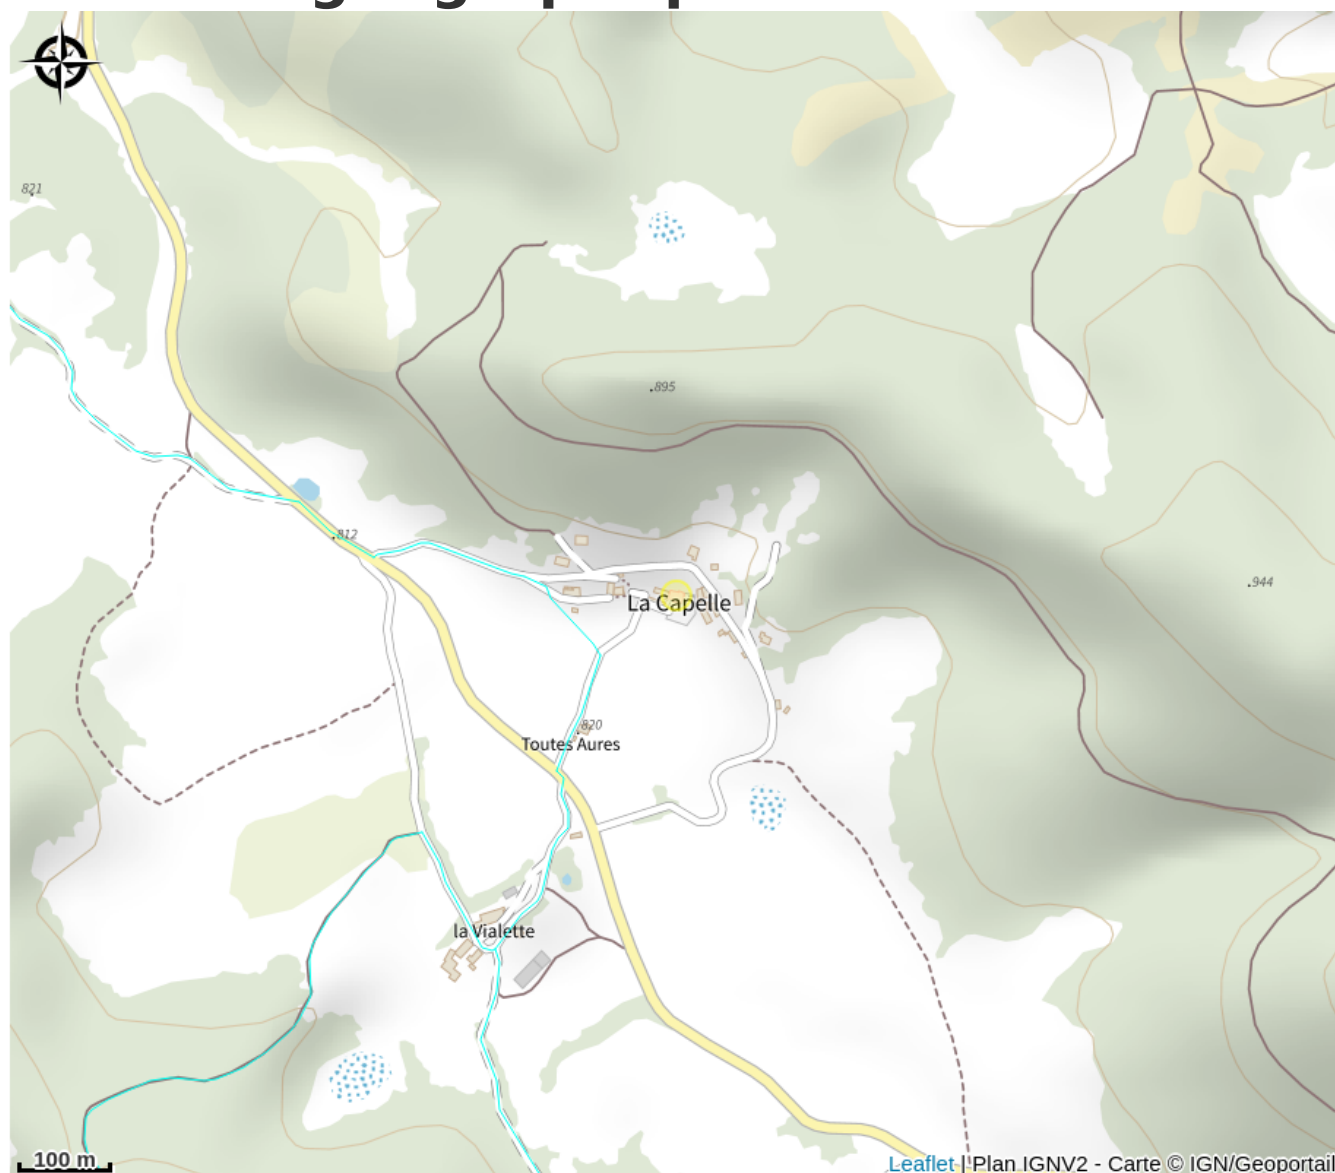 821
895
812
944
La Capelle
820
Toutes Aures
la Vialette
100 m
Leaflet | Plan IGNV2 - Carte © IGN/Geoportail